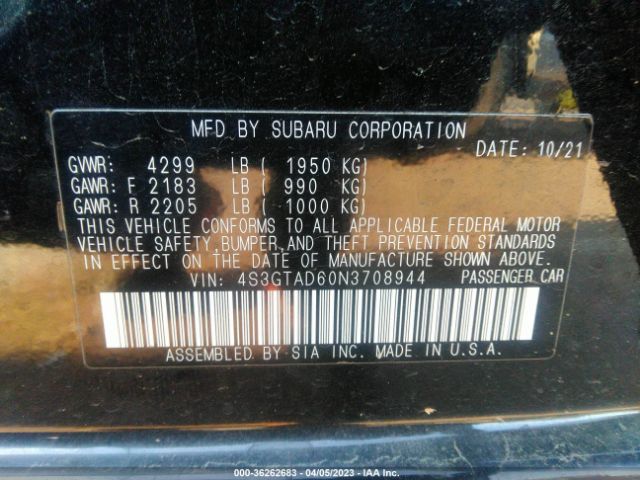 MFD BY SUBARU CORPORATION
DATE: 10/21
GVWR: 4299 LB ( 1950 KG)
GAWR: F 2183 LB ( 990 KG)
GAWR: R 2205 LB ( 1000 KG)
THIS VEHICLE CONFORMS TO ALL APPLICABLE FEDERAL MOTOR
VEHICLE SAFETY, BUMPER, AND THEFT PREVENTION STANDARDS
IN EFFECT ON THE DATE OF MANUFACTURE SHOWN ABOVE.
VIN: 4S3GTAD60N3708944 PASSENGER CAR
ASSEMBLED BY SIA INC. MADE IN U.S.A.
000-36262683 - 04/05/2023 - IAA Inc.